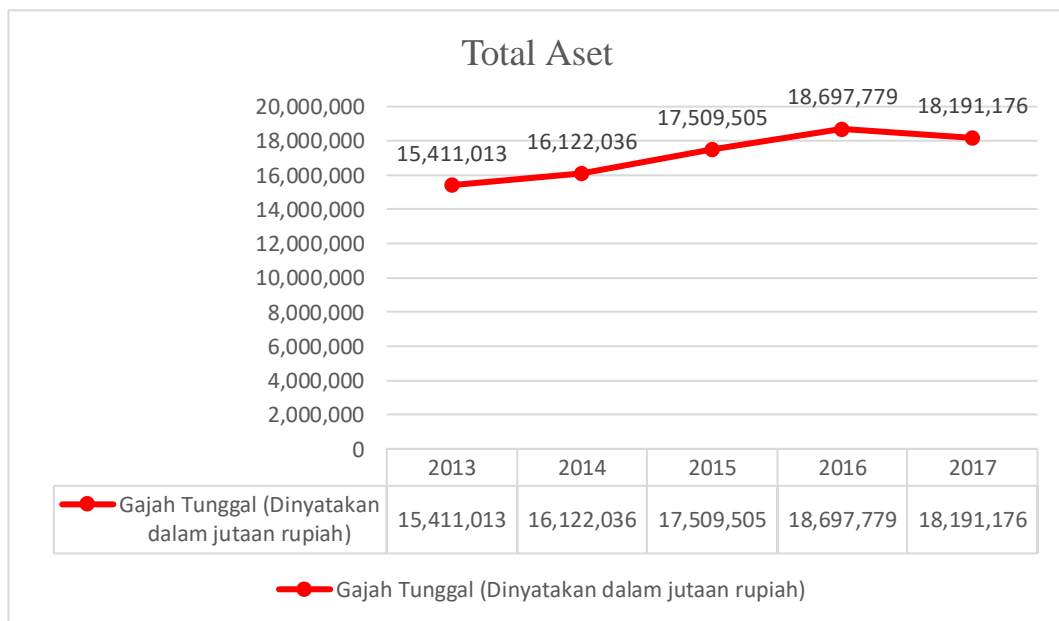 Total Aset
20,000,000
18,000,000
16,000,000
14,000,000
12,000,000
10,000,000
8,000,000
6,000,000
4,000,000
2,000,000
0
15,411,013
16,122,036
17,509,505
18,697,779
18,191,176
2013 2014 2015 2016 2017
Gajah Tunggal (Dinyatakan
dalam jutaan rupiah)
15,411,013 16,122,036 17,509,505 18,697,779 18,191,176
Gajah Tunggal (Dinyatakan dalam jutaan rupiah)